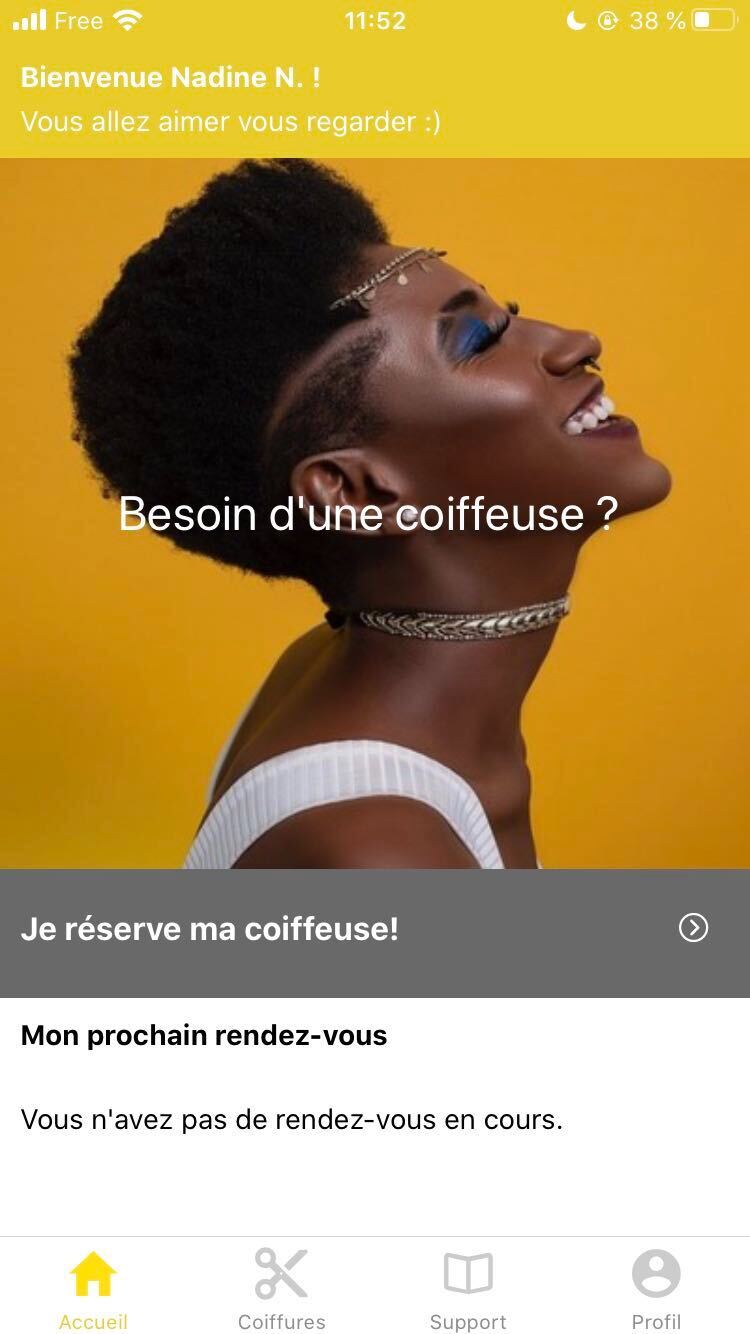 Free 11:52 38 %
Bienvenue Nadine N. !
Vous allez aimer vous regarder :)
Besoin d'une coiffeuse ?
Je réserve ma coiffeuse!
Mon prochain rendez-vous
Vous n'avez pas de rendez-vous en cours.
Accueil Coiffures Support Profil